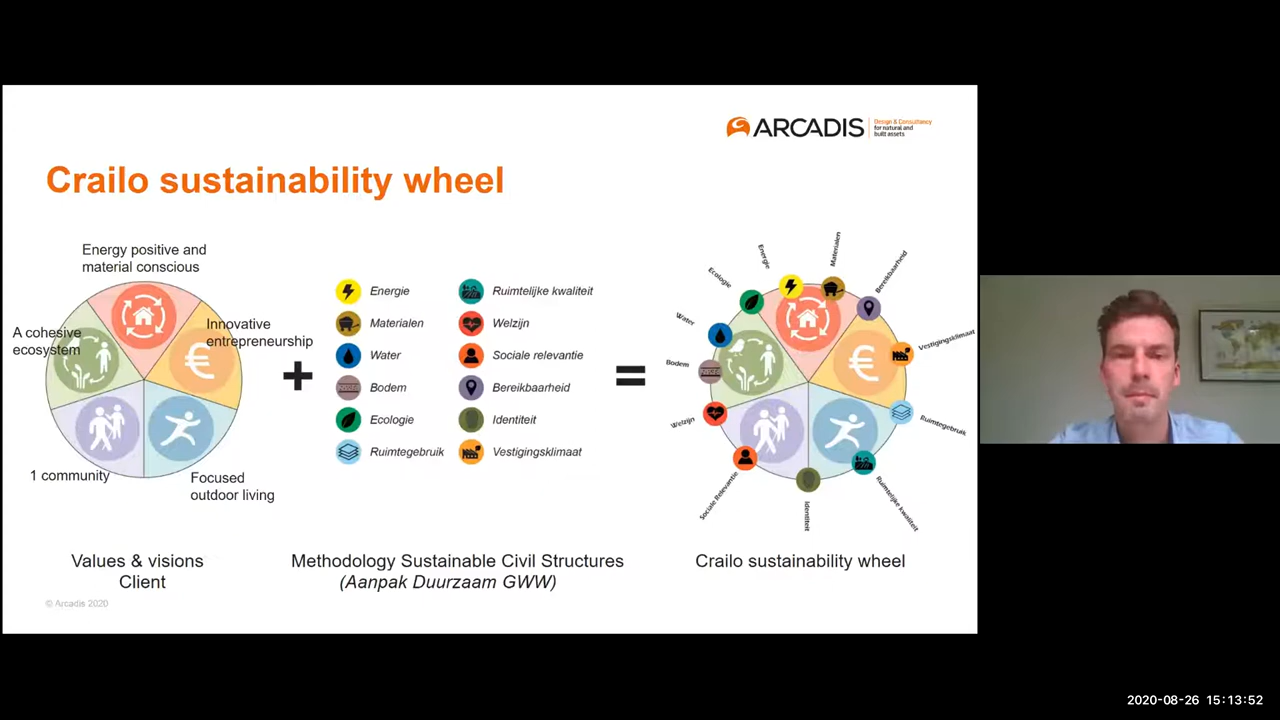 ARCADIS
Design & Consultancy
for natural and
built assets
Crailo sustainability wheel
Energy positive and
material conscious
A cohesive
ecosystem
Innovative
entrepreneurship
1 community
Focused
outdoor living
+
Energie
Materialen
Water
Bodem
Ecologie
Ruimtegebruik
Ruimtelijke kwaliteit
Welzijn
Sociale relevantie
Bereikbaarheid
Identiteit
Vestigingsklimaat
=
Energie
Materialen
Bereikbaarheid
Vestigingsklimaat
Ruimtegebruik
Ruimtelijke kwaliteit
Identiteit
Sociale Relevantie
Welzijn
Bodem
Water
Ecologie
Values & visions
Client
Methodology Sustainable Civil Structures
(Aanpak Duurzaam GWW)
Crailo sustainability wheel
© Arcadis 2020
2020-08-26 15:13:52